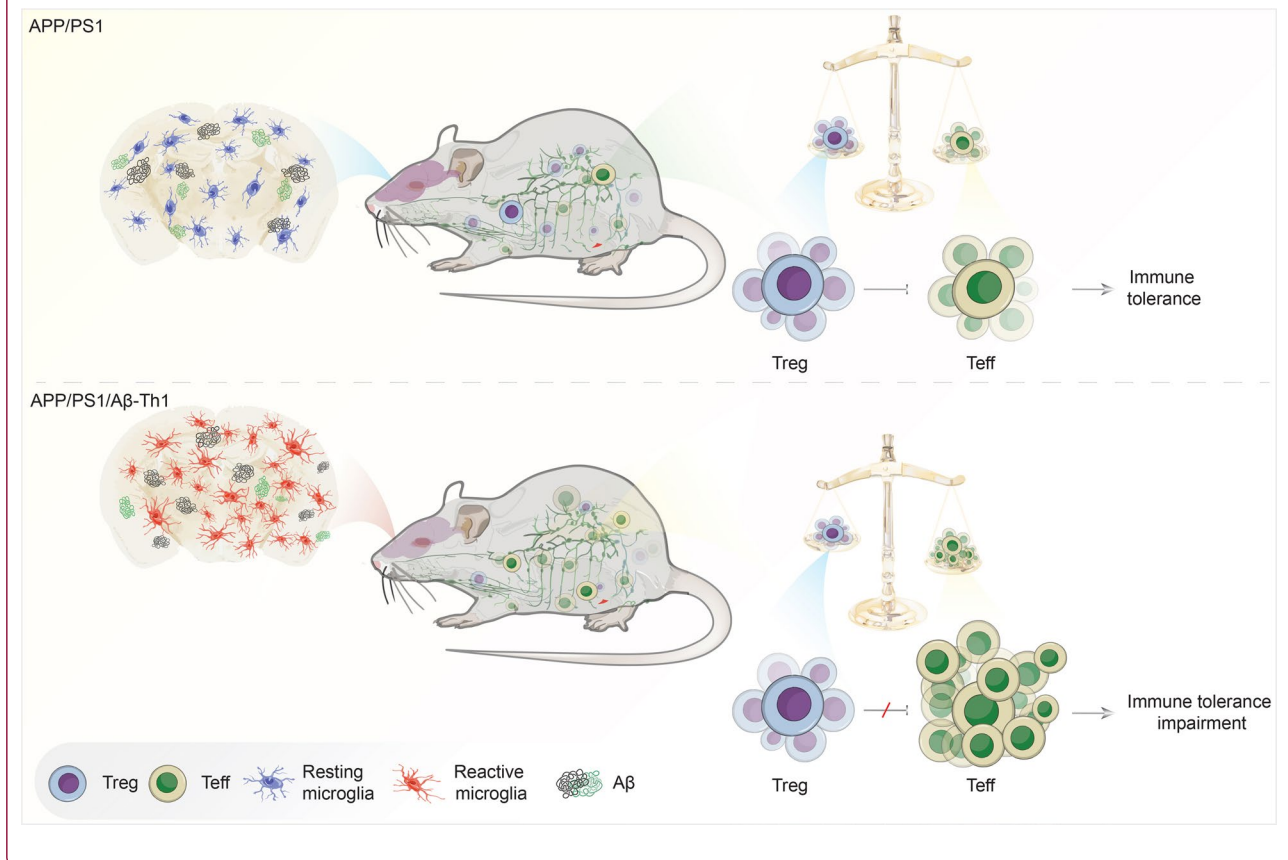 APP/PS1
Immune
tolerance
Treg
Teff
APP/PS1/Aβ-Th1
Immune tolerance
impairment
Treg
Teff
Treg
Teff
Resting
microglia
Reactive
microglia
Aβ